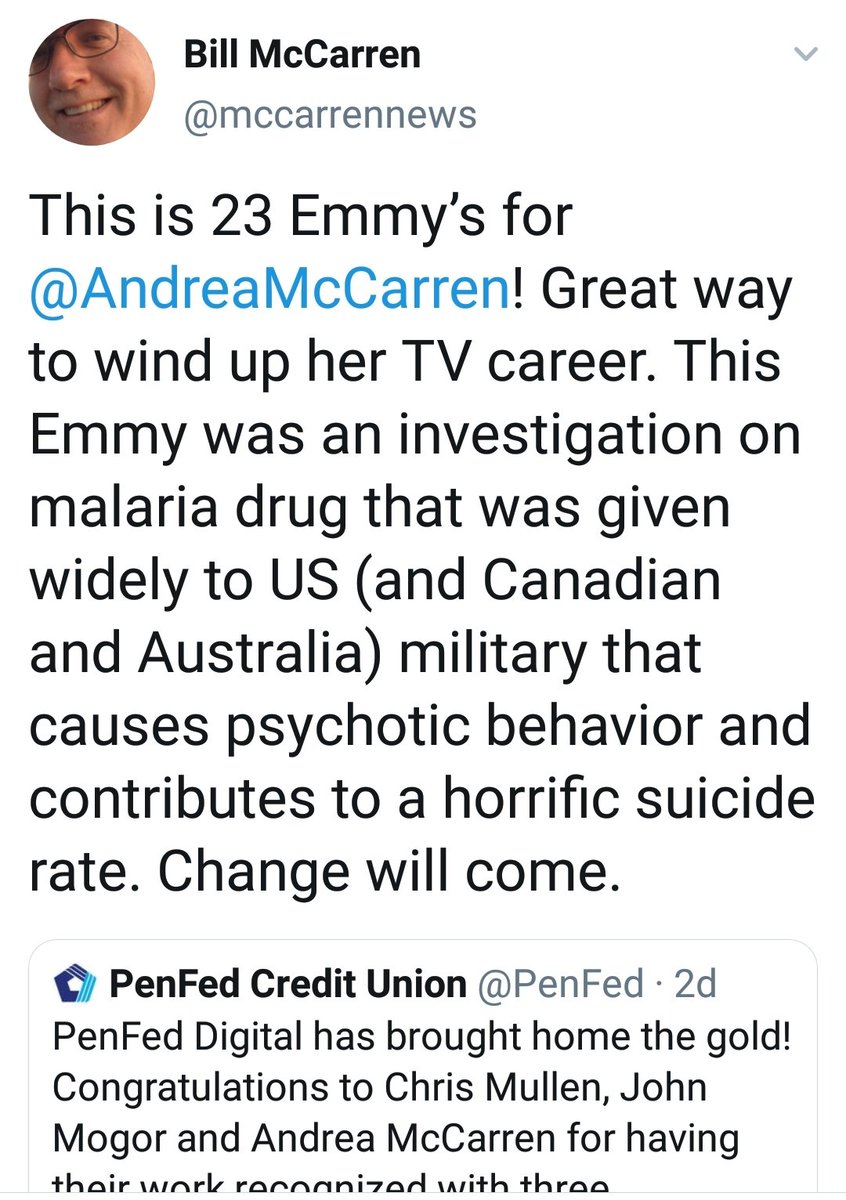 Bill McCarren
@mccarrennews
This is 23 Emmy’s for
@AndreaMcCarren! Great way
to wind up her TV career. This
Emmy was an investigation on
malaria drug that was given
widely to US (and Canadian
and Australia) military that
causes psychotic behavior and
contributes to a horrific suicide
rate. Change will come.
PenFed Credit Union @PenFed · 2d
PenFed Digital has brought home the gold!
Congratulations to Chris Mullen, John
Mogor and Andrea McCarren for having
their work recognized with three